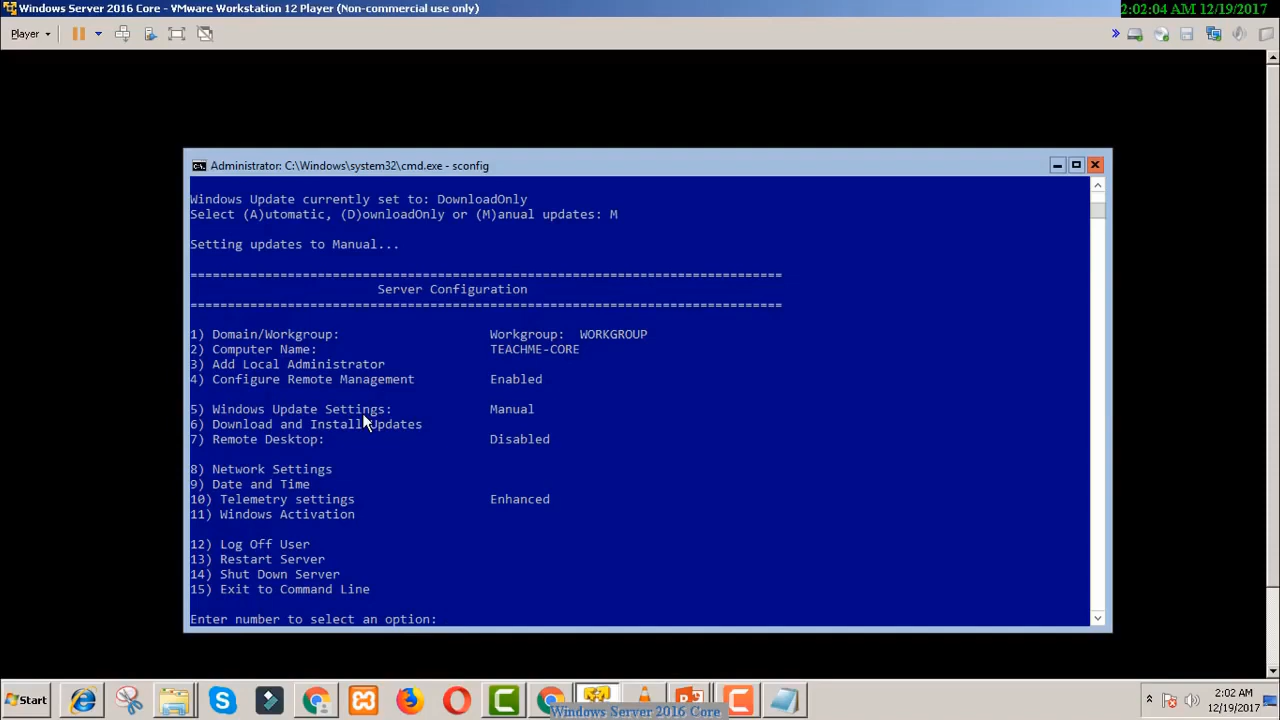 Windows Server 2016 Core - VMware Workstation 12 Player (Non-commercial use only)
2:02:04 AM 12/19/2017
Player
Administrator: C:\Windows\system32\cmd.exe - sconfig
Windows Update currently set to: DownloadOnly
Select (A)utomatic, (D)ownloadOnly or (M)anual updates: M
Setting updates to Manual...
===============================================================================
Server Configuration
===============================================================================
1) Domain/Workgroup: Workgroup: WORKGROUP
2) Computer Name: TEACHME-CORE
3) Add Local Administrator
4) Configure Remote Management Enabled
5) Windows Update Settings: Manual
6) Download and Install Updates
7) Remote Desktop: Disabled
8) Network Settings
9) Date and Time
10) Telemetry settings Enhanced
11) Windows Activation
12) Log Off User
13) Restart Server
14) Shut Down Server
15) Exit to Command Line
Enter number to select an option:
Start
2:02 AM
12/19/2017
Windows Server 2016 Core